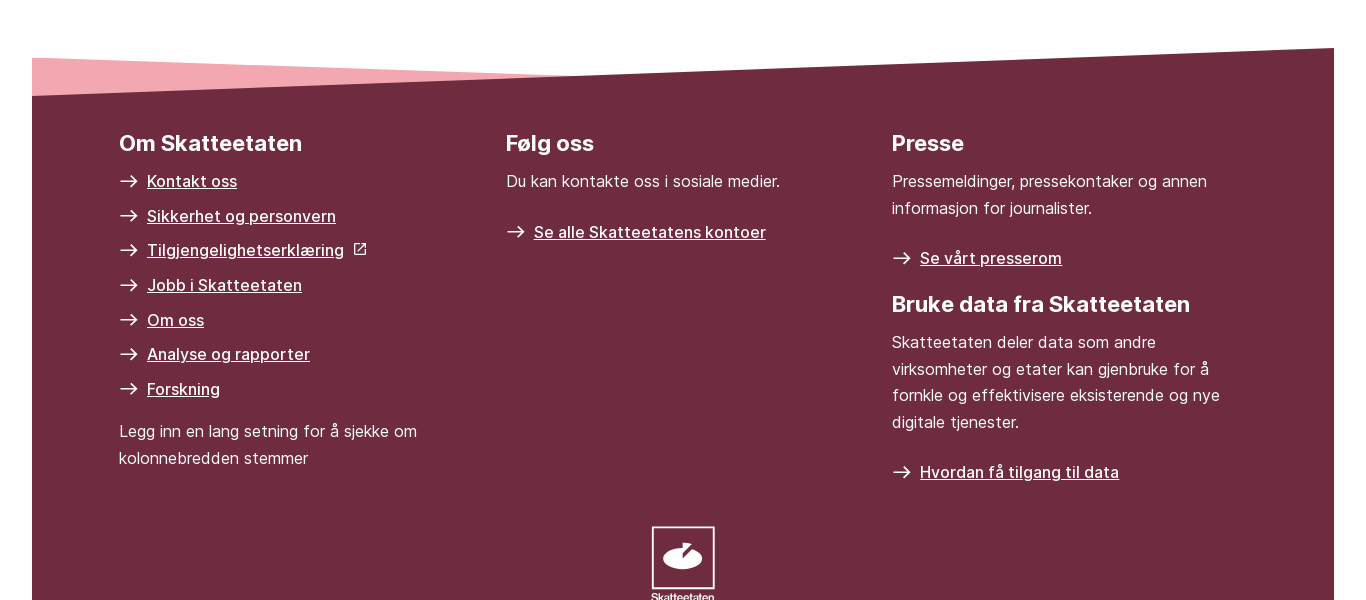 Om Skatteetaten
Kontakt oss
Sikkerhet og personvern
Tilgjengelighetserklæring
Jobb i Skatteetaten
Om oss
Analyse og rapporter
Forskning
Legg inn en lang setning for å sjekke om
kolonnebredden stemmer
Følg oss
Du kan kontakte oss i sosiale medier.
Se alle Skatteetatens kontoer
Presse
Pressemeldinger, pressekontaker og annen
informasjon for journalister.
Se vårt presserom
Bruke data fra Skatteetaten
Skatteetaten deler data som andre
virksomheter og etater kan gjenbruke for å
fornkle og effektivisere eksisterende og nye
digitale tjenester.
Hvordan få tilgang til data
Skatteetaten